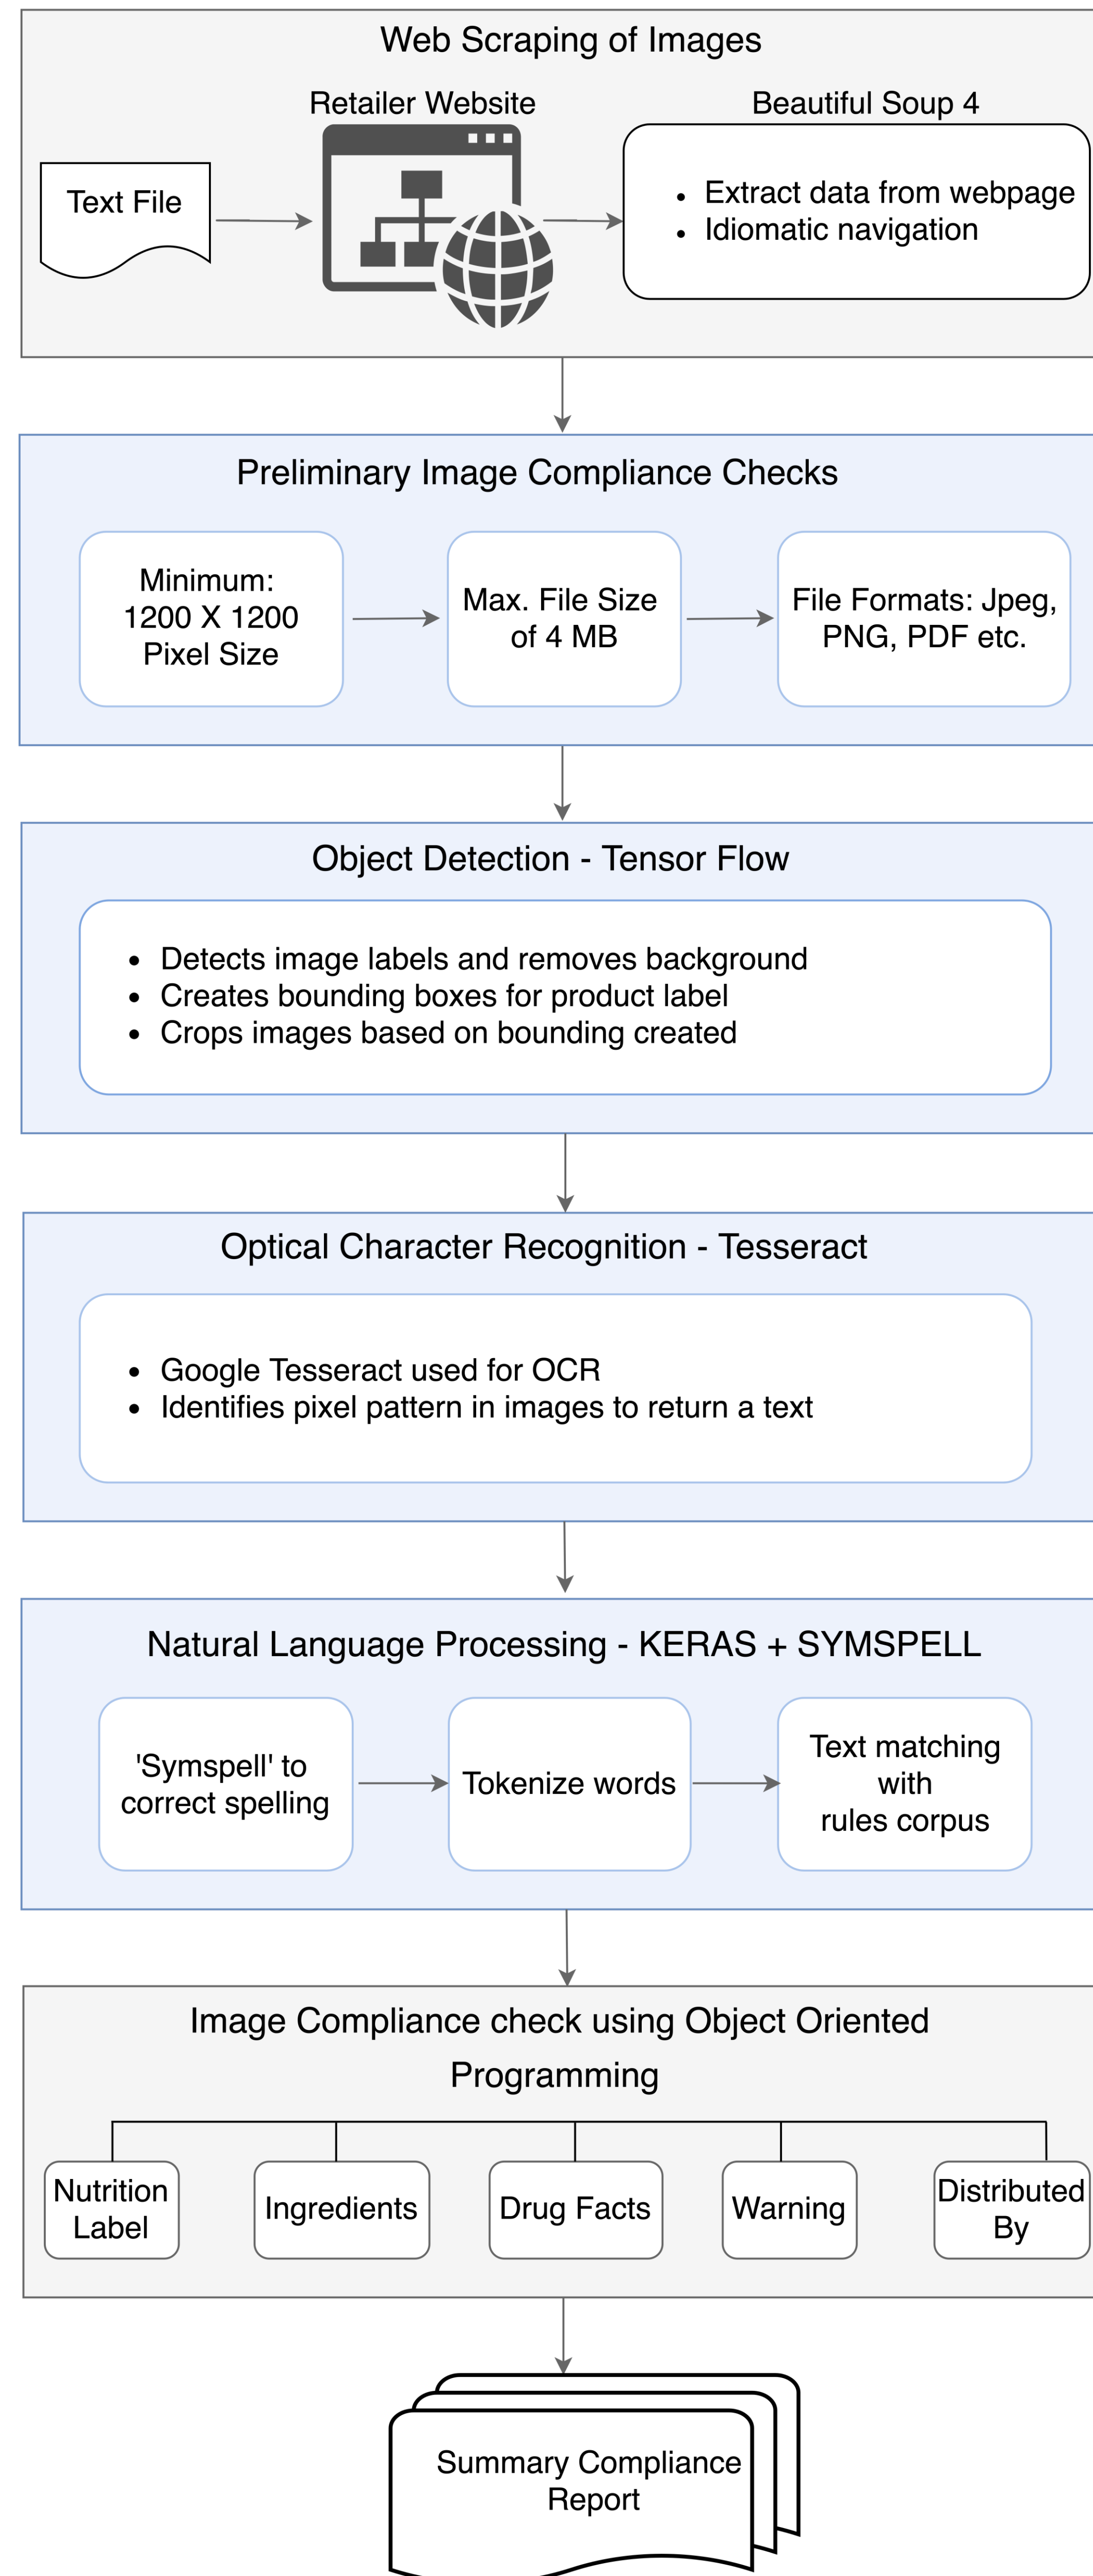 Web Scraping of Images
Retailer Website
Beautiful Soup 4
Text File
• Extract data from webpage
• Idiomatic navigation
Preliminary Image Compliance Checks
Minimum:
1200 X 1200
Pixel Size
Max. File Size
of 4 MB
File Formats: Jpeg,
PNG, PDF etc.
Object Detection - Tensor Flow
• Detects image labels and removes background
• Creates bounding boxes for product label
• Crops images based on bounding created
Optical Character Recognition - Tesseract
• Google Tesseract used for OCR
• Identifies pixel pattern in images to return a text
Natural Language Processing - KERAS + SYMSPELL
'Symspell' to
correct spelling
Tokenize words
Text matching
with
rules corpus
Image Compliance check using Object Oriented
Programming
Nutrition
Label
Ingredients
Drug Facts
Warning
Distributed
By
Summary Compliance
Report